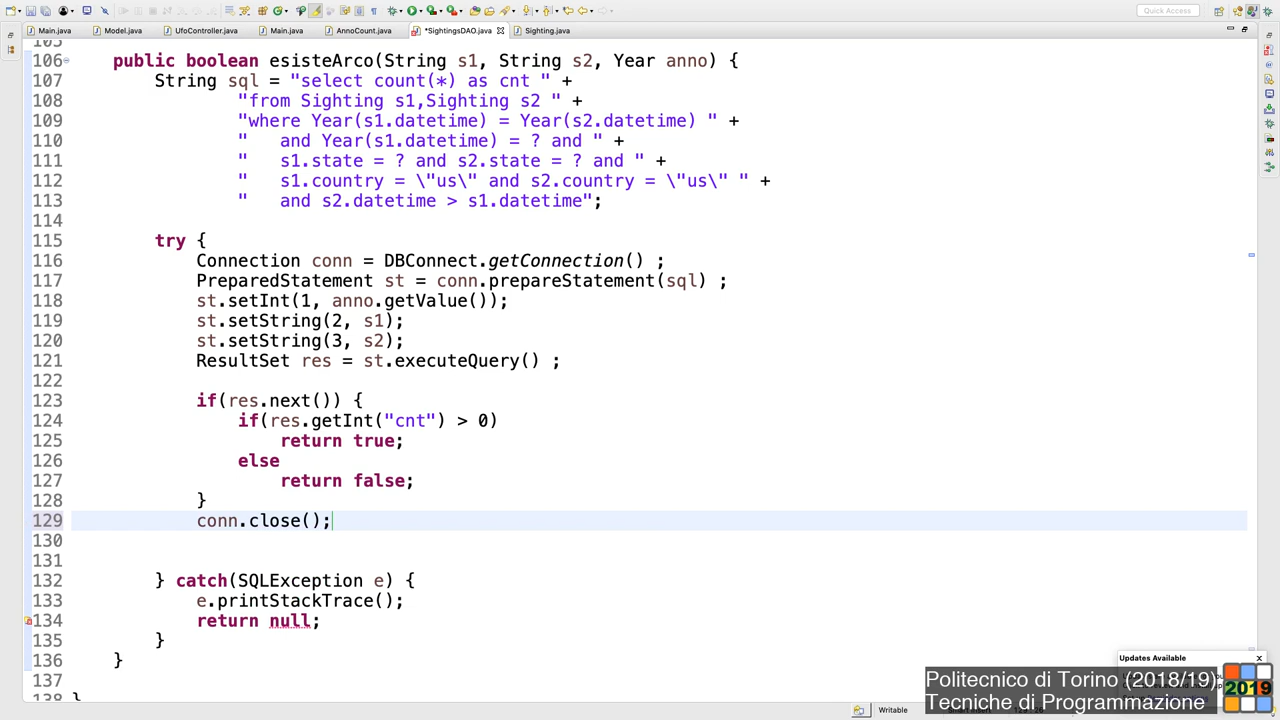 Quick Access
Main.java Model.java UfoController.java Main.java AnnoCount.java *SightingsDAO.java Sighting.java
105
106 public boolean esisteArco(String s1, String s2, Year anno) {
107 String sql = "select count(*) as cnt " +
108 "from Sighting s1,Sighting s2 " +
109 "where Year(s1.datetime) = Year(s2.datetime) " +
110 " and Year(s1.datetime) = ? and " +
111 " s1.state = ? and s2.state = ? and " +
112 " s1.country = \"us\" and s2.country = \"us\" " +
113 " and s2.datetime > s1.datetime";
114
115 try {
116 Connection conn = DBConnect.getConnection() ;
117 PreparedStatement st = conn.prepareStatement(sql) ;
118 st.setInt(1, anno.getValue());
119 st.setString(2, s1);
120 st.setString(3, s2);
121 ResultSet res = st.executeQuery() ;
122
123 if(res.next()) {
124 if(res.getInt("cnt") > 0)
125 return true;
126 else
127 return false;
128 }
129 conn.close();
130
131
132 } catch(SQLException e) {
133 e.printStackTrace();
134 return null;
135 }
136 }
137
138 }
Updates Available
Politecnico di Torino (2018/19)
Tecniche di Programmazione
2019
Writable